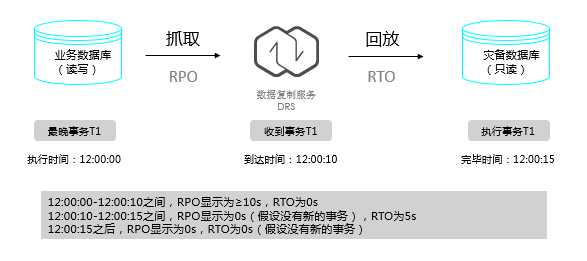 业务数据库
（读写）
抓取
RPO
数据复制服务
DRS
回放
RTO
灾备数据库
（只读）
最晚事务T1
收到事务T1
执行事务T1
执行时间：12:00:00
到达时间：12:00:10
完毕时间：12:00:15
12:00:00-12:00:10之间，RPO显示为≥10s，RTO为0s
12:00:10-12:00:15之间，RPO显示为0s（假设没有新的事务），RTO为5s
12:00:15之后，RPO显示为0s，RTO为0s（假设没有新的事务）